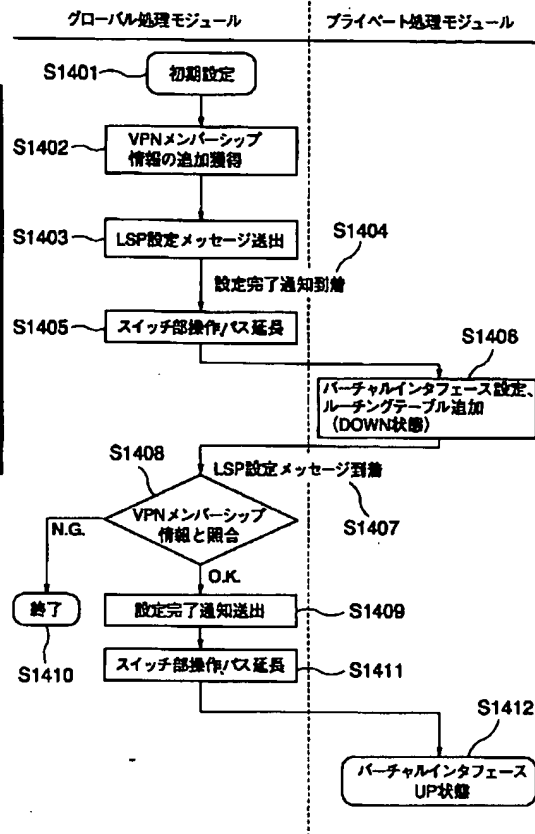 グローバル処理モジュール
プライベート処理モジュール
S1401
初期設定
S1402
VPNメンバーシップ
情報の追加獲得
S1403
LSP設定メッセージ送出
S1404
設定完了通知到着
S1405
スイッチ部操作パス延長
S1406
バーチャルインタフェース設定、
ルーチングテーブル追加
(DOWN状態)
LSP設定メッセージ到着
S1407
S1408
VPNメンバーシップ
情報と照合
N.G.
O.K.
終了
S1410
設定完了通知送出
S1409
スイッチ部操作パス延長
S1411
S1412
バーチャルインタフェース
UP状態